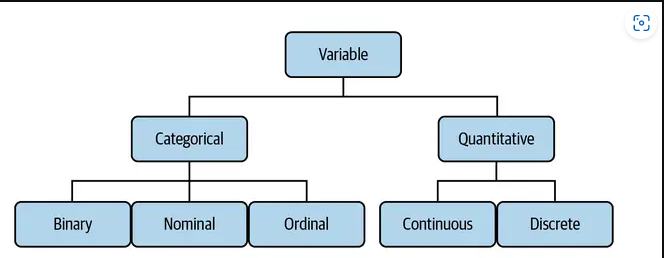 Variable
Categorical
Quantitative
Binary
Nominal
Ordinal
Continuous
Discrete